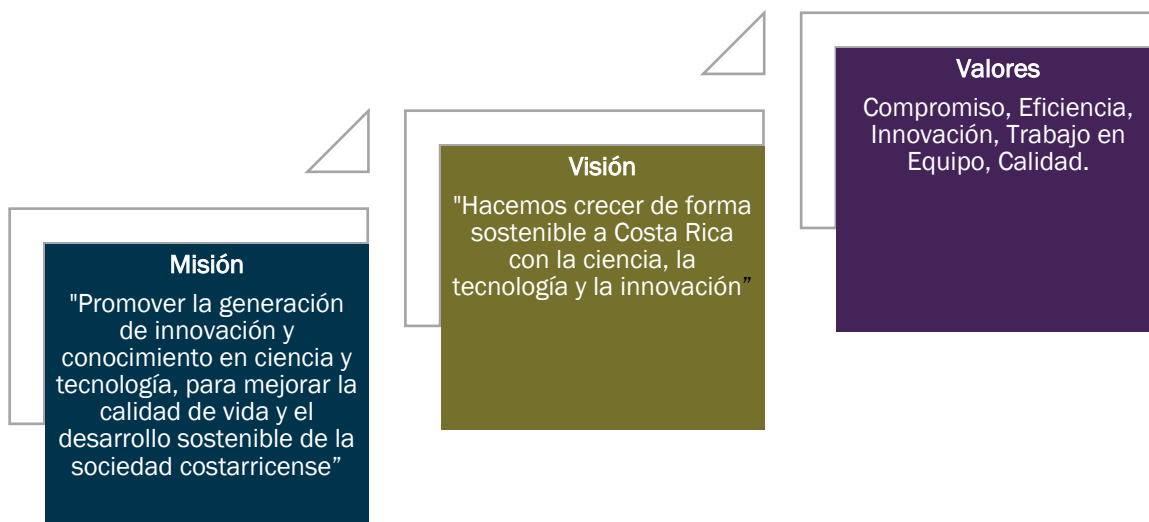 Misión
"Promover la generación
de innovación y
conocimiento en ciencia y
tecnología, para mejorar la
calidad de vida y el
desarrollo sostenible de la
sociedad costarricense”
Visión
"Hacemos crecer de forma
sostenible a Costa Rica
con la ciencia, la
tecnología y la innovación”
Valores
Compromiso, Eficiencia,
Innovación, Trabajo en
Equipo, Calidad.